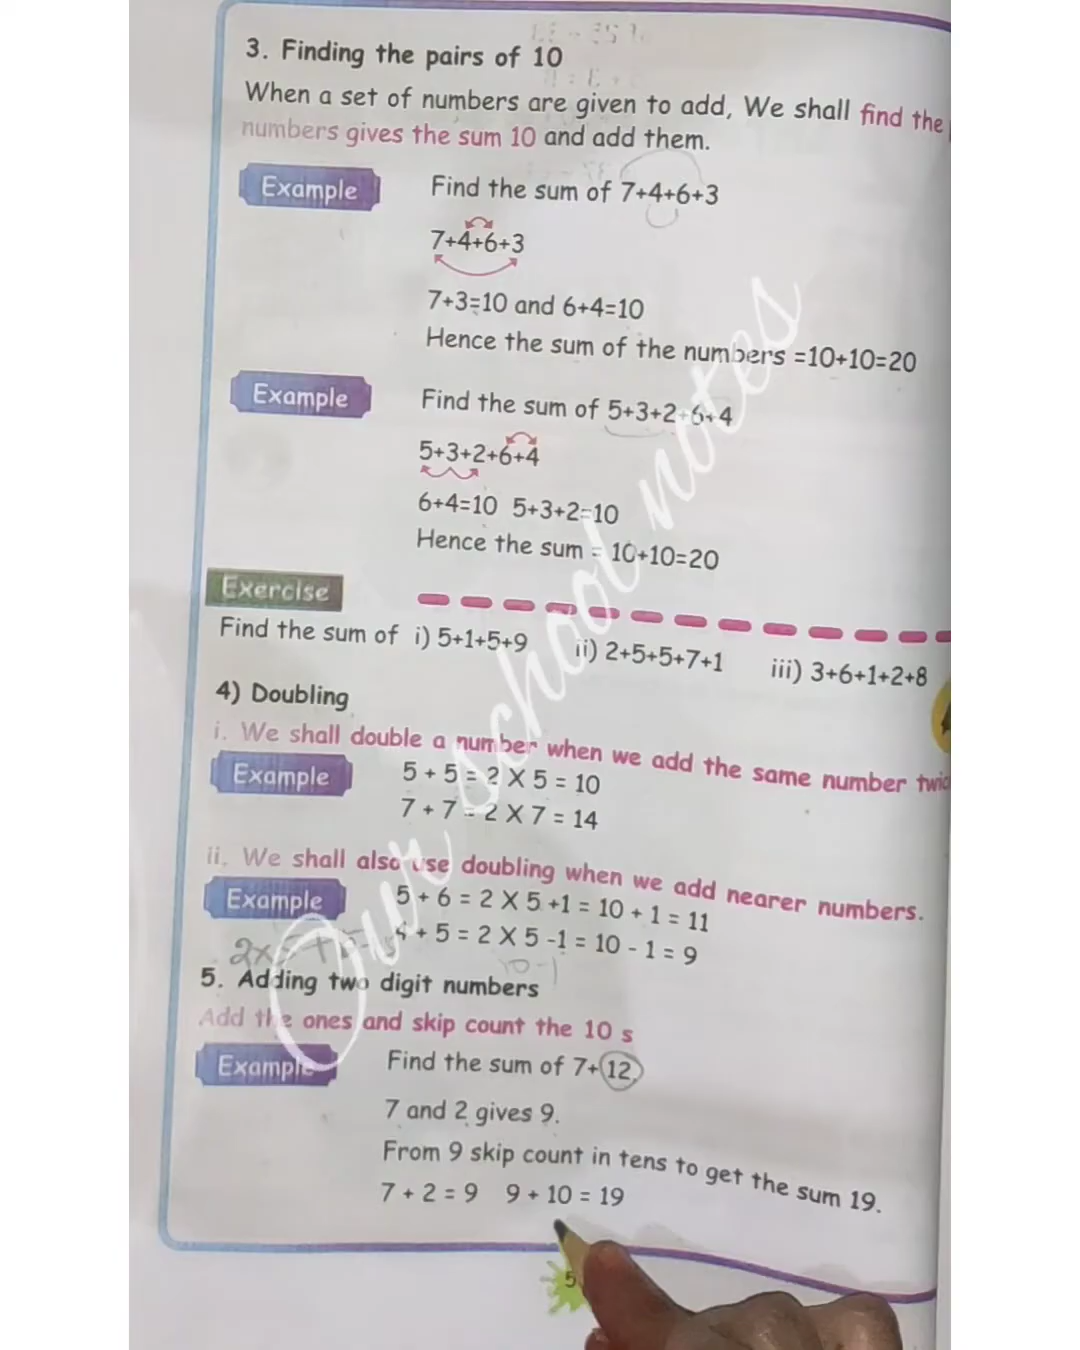 3. Finding the pairs of 10
When a set of numbers are given to add, We shall find the
numbers gives the sum 10 and add them.
Example Find the sum of 7+4+6+3
7+4+6+3
7+3=10 and 6+4=10
Hence the sum of the numbers =10+10=20
Example Find the sum of 5+3+2+6+4
5+3+2+6+4
6+4=10 5+3+2=10
Hence the sum = 10+10=20
Exercise
Find the sum of i) 5+1+5+9 ii) 2+5+5+7+1 iii) 3+6+1+2+8
4) Doubling
i. We shall double a number when we add the same number
Example 5 + 5 = 2 X 5 = 10
7 + 7 = 2 X 7 = 14
ii. We shall also use doubling when we add nearer numbers.
Example 5 + 6 = 2 X 5 +1 = 10 + 1 = 11
4 + 5 = 2 X 5 -1 = 10 - 1 = 9
10-1
5. Adding two digit numbers
Add the ones and skip count the 10 s
Example Find the sum of 7+12.
7 and 2 gives 9.
From 9 skip count in tens to get the sum 19.
7 + 2 = 9 9 + 10 = 19
5
Our school notes